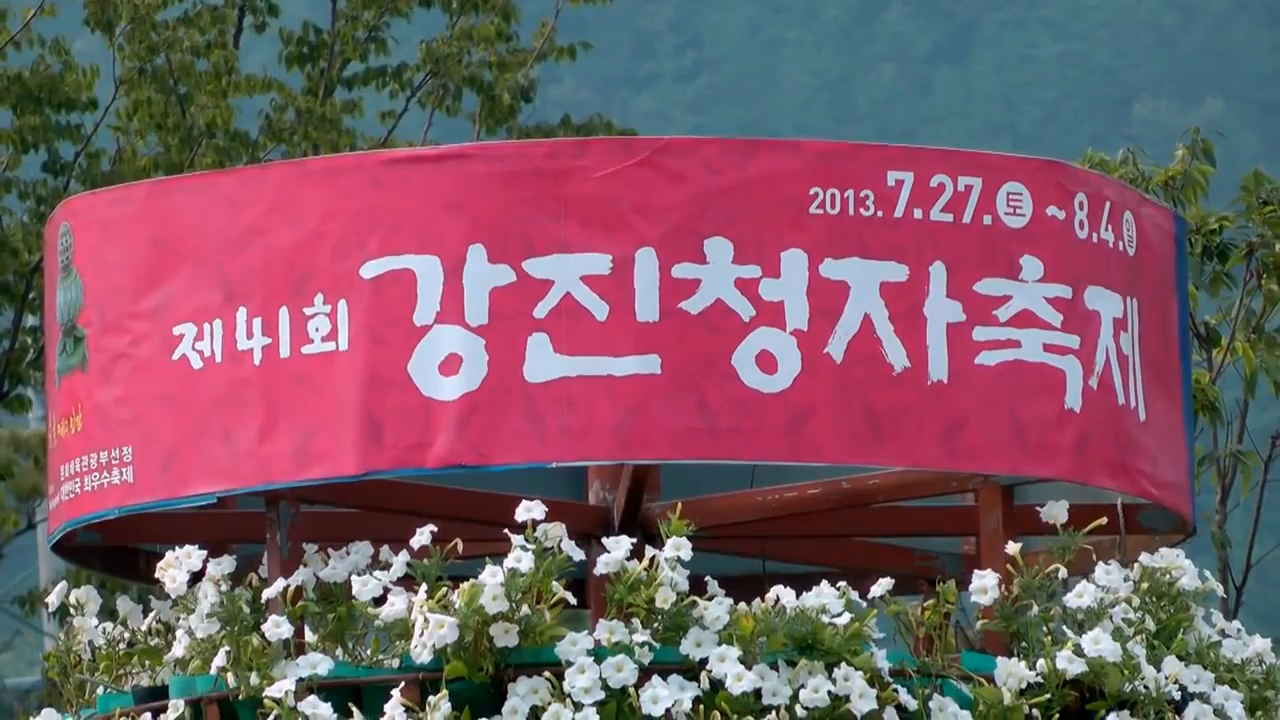 2013.7.27.토 ~8.4.일
제41회 강진청자축제
문화체육관광부선정
대한민국 최우수축제